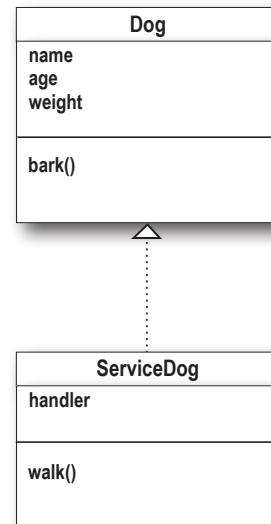 Dog
name
age
weight
bark()
ServiceDog
handler
walk()